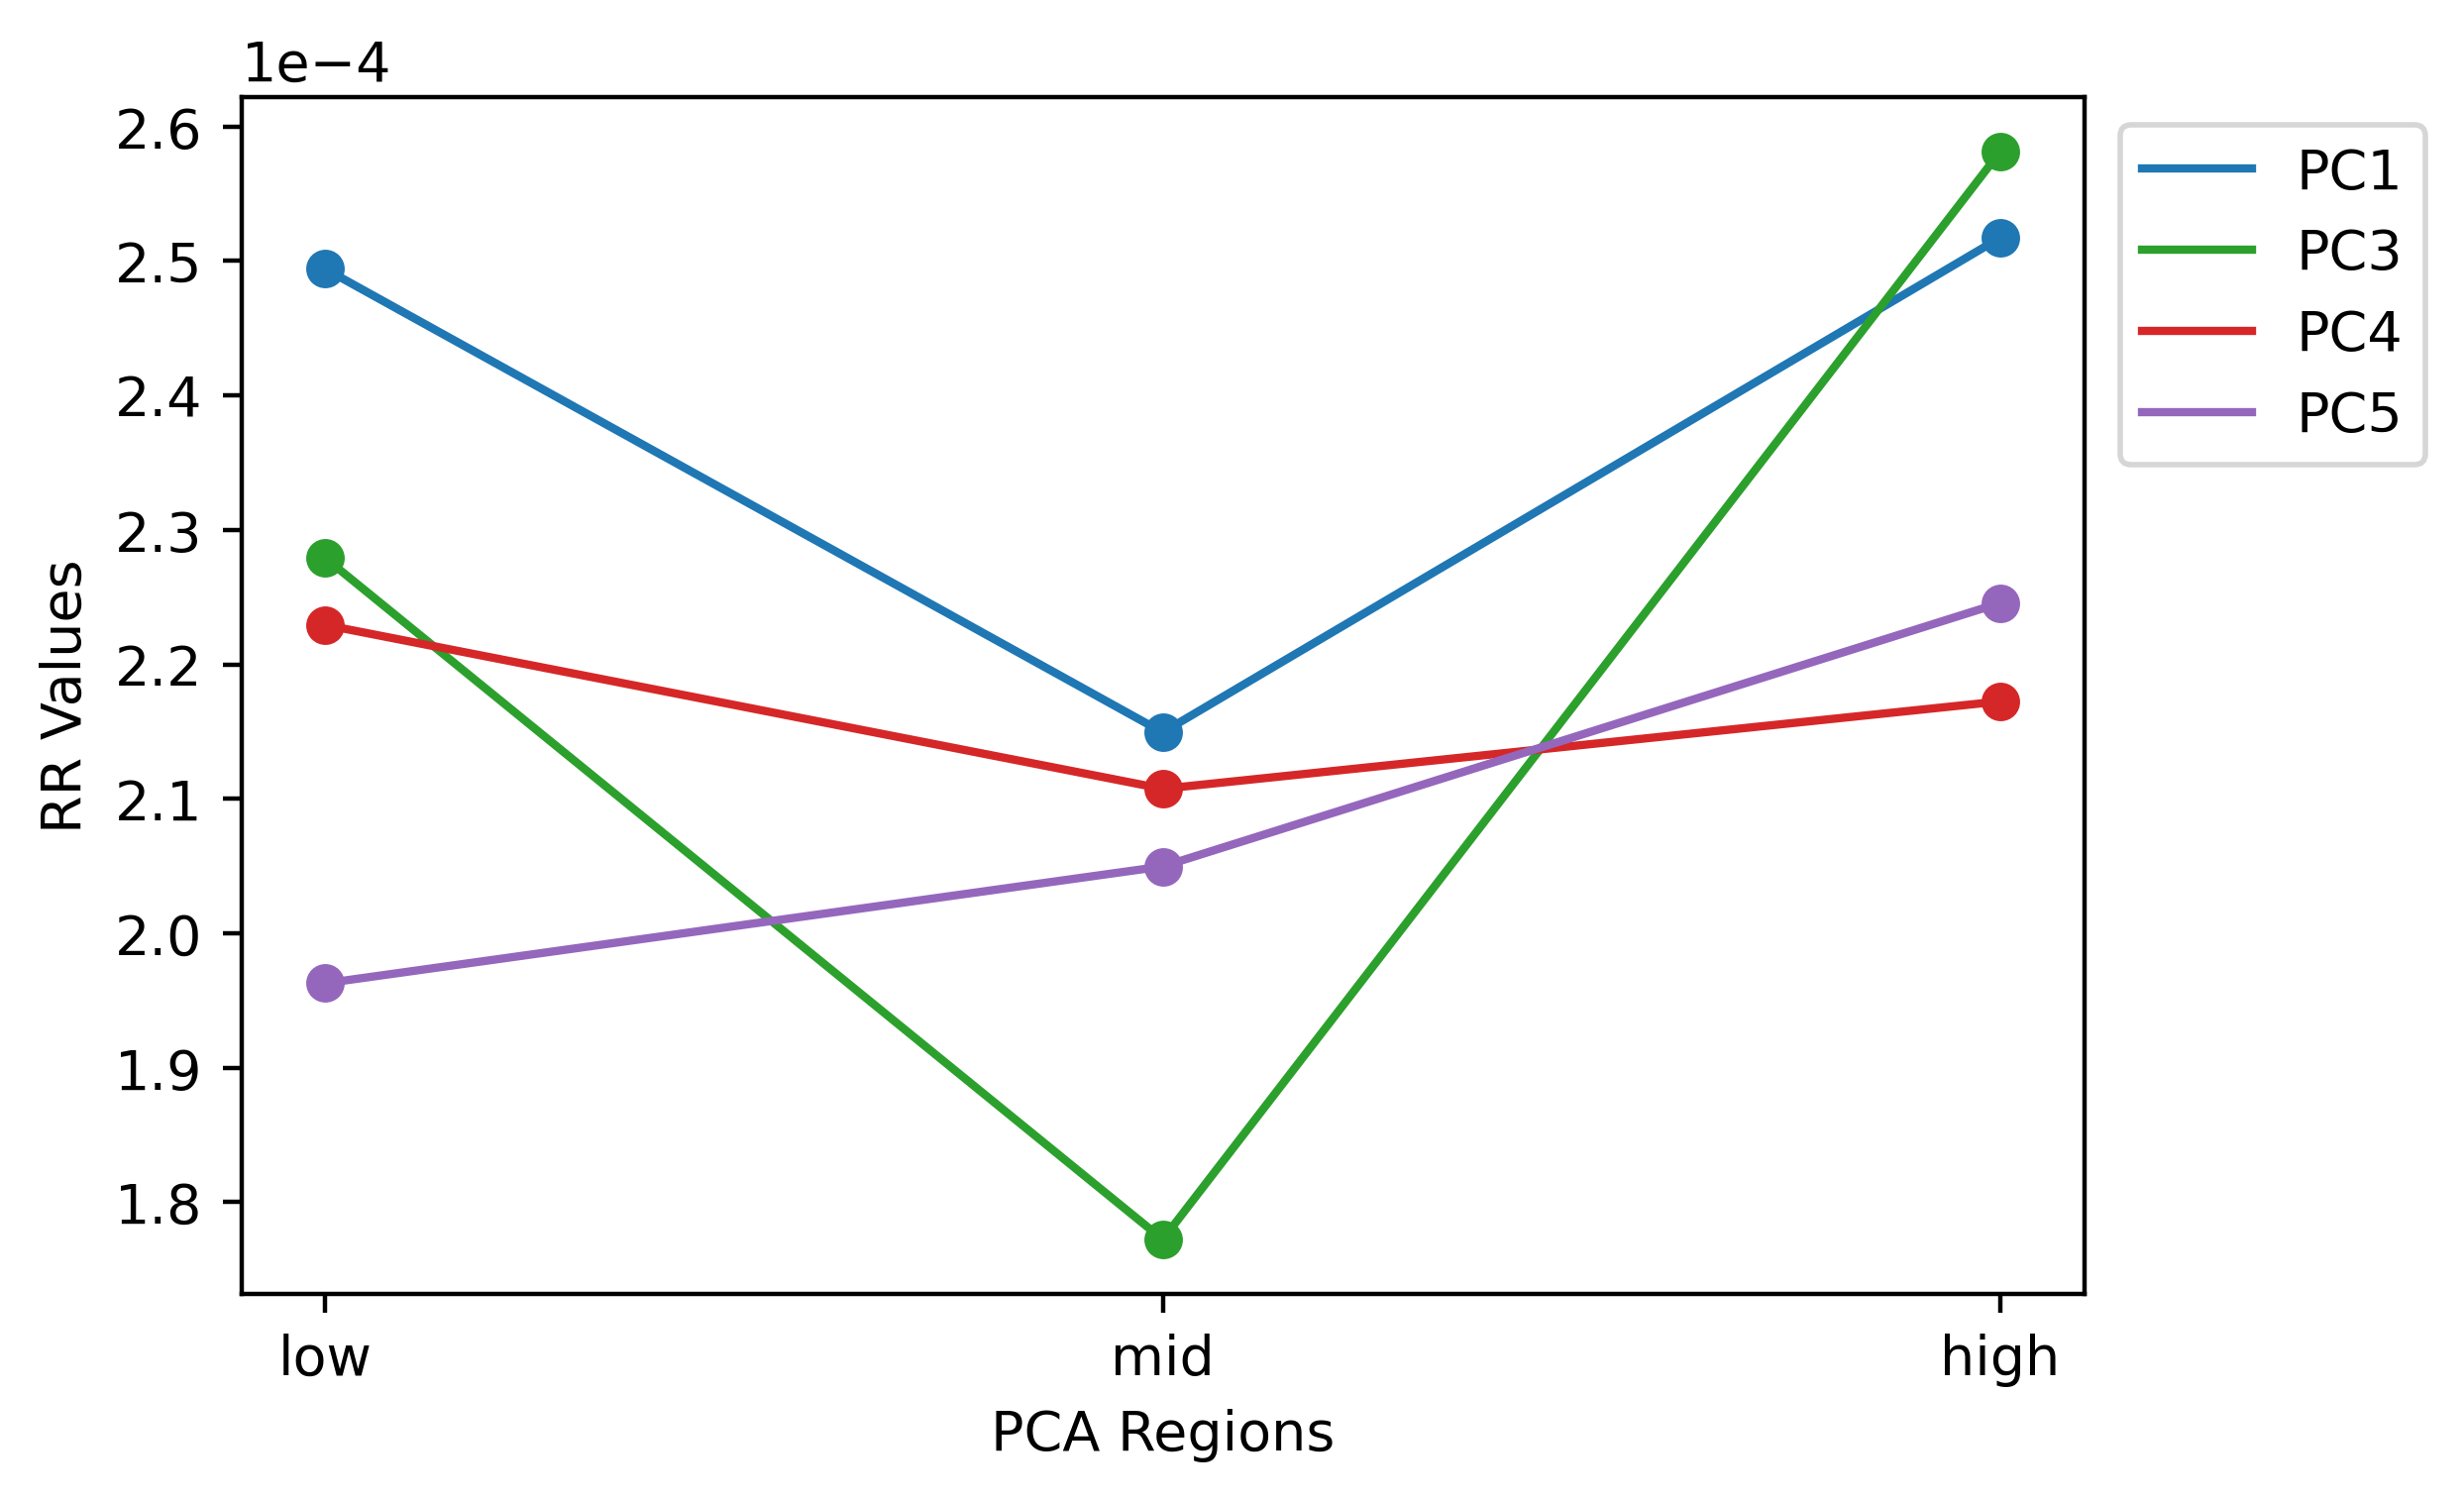 1e−4
2.6
2.5
2.4
2.3
2.2
2.1
2.0
1.9
1.8
RR Values
low
mid
high
PCA Regions
PC1
PC3
PC4
PC5